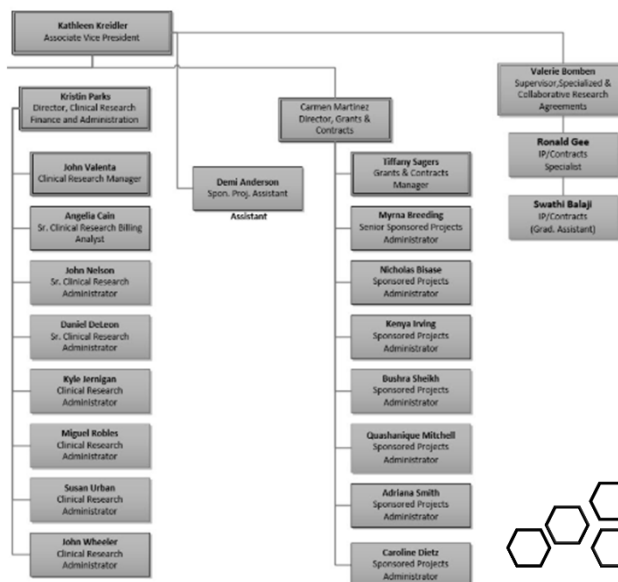 Kathleen Kreidler
Associate Vice President
Kristin Parks
Director, Clinical Research
Finance and Administration
John Valenta
Clinical Research Manager
Angelia Cain
Sr. Clinical Research Billing
Analyst
John Nelson
Sr. Clinical Research
Administrator
Daniel DeLeon
Sr. Clinical Research
Administrator
Kyle Jernigan
Clinical Research
Administrator
Miguel Robles
Clinical Research
Administrator
Susan Urban
Clinical Research
Administrator
John Wheeler
Clinical Research
Administrator
Demi Anderson
Spon. Proj. Assistant
Assistant
Carmen Martinez
Director, Grants &
Contracts
Tiffany Sagers
Grants & Contracts
Manager
Myrna Breeding
Senior Sponsored Projects
Administrator
Nicholas Bisase
Sponsored Projects
Administrator
Kenya Irving
Sponsored Projects
Administrator
Bushra Sheikh
Sponsored Projects
Administrator
Quashanique Mitchell
Sponsored Projects
Administrator
Adriana Smith
Sponsored Projects
Administrator
Caroline Dietz
Sponsored Projects
Administrator
Valerie Bomben
Supervisor,Specialized &
Collaborative Research
Agreements
Ronald Gee
IP/Contracts
Specialist
Swathi Balaji
IP/Contracts
(Grad. Assistant)